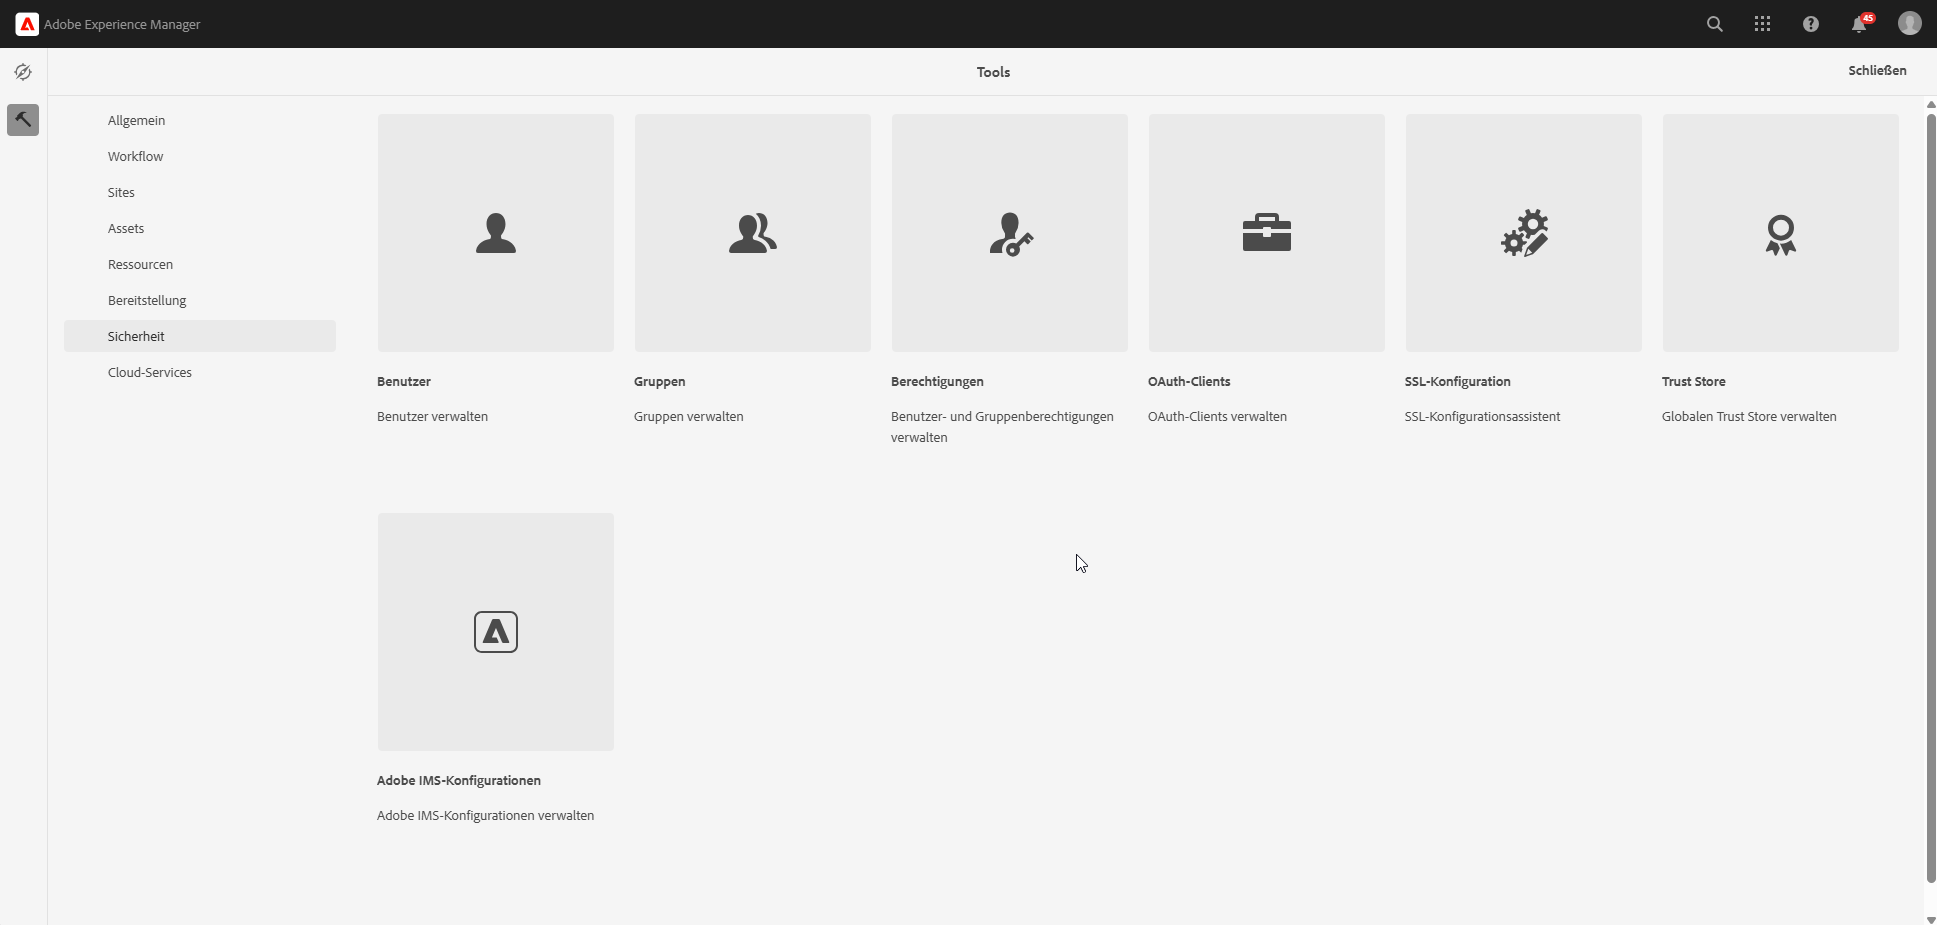 Adobe Experience Manager
45
Tools
Schließen
Allgemein
Workflow
Sites
Assets
Ressourcen
Bereitstellung
Sicherheit
Cloud-Services
Benutzer
Benutzer verwalten
Gruppen
Gruppen verwalten
Berechtigungen
Benutzer- und Gruppenberechtigungen
verwalten
OAuth-Clients
OAuth-Clients verwalten
SSL-Konfiguration
SSL-Konfigurationsassistent
Trust Store
Globalen Trust Store verwalten
Adobe IMS-Konfigurationen
Adobe IMS-Konfigurationen verwalten